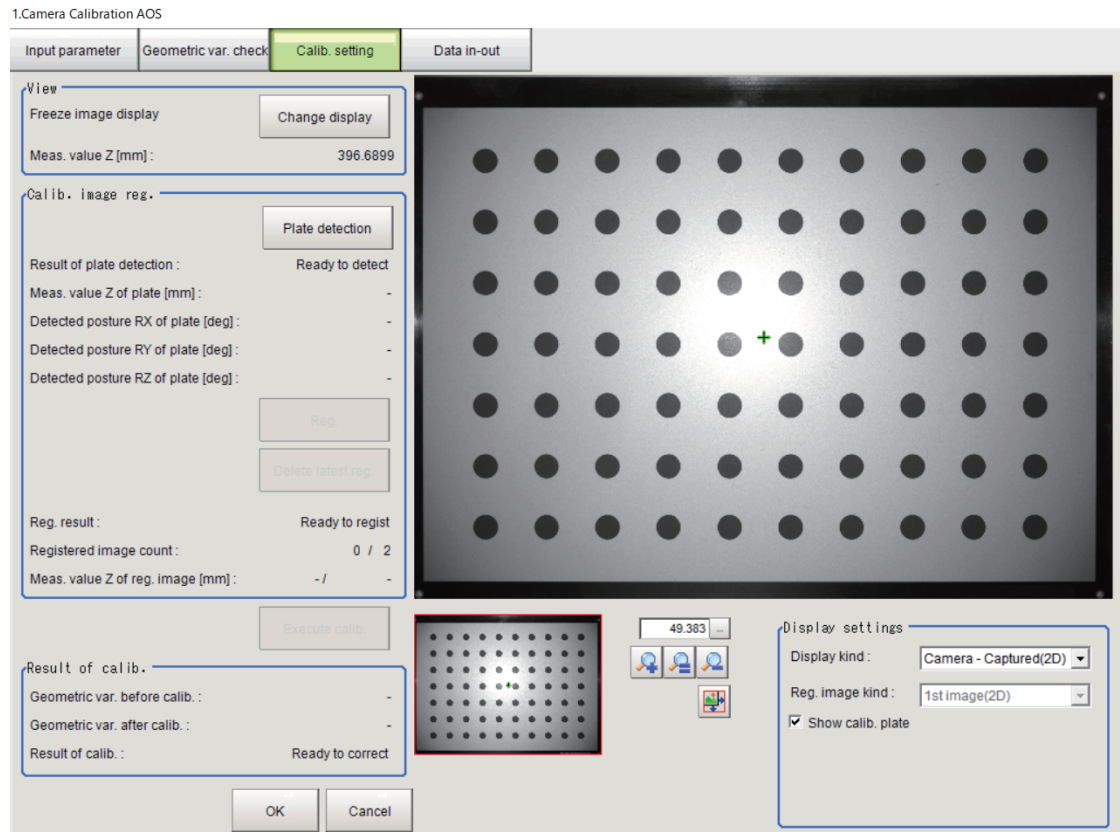 1.Camera Calibration AOS
Input parameter
Geometric var. check
Calib. setting
Data in-out
View
Freeze image display
Change display
Meas. value Z [mm] :
396.6899
Calib. image reg.
Plate detection
Result of plate detection :
Ready to detect
Meas. value Z of plate [mm] :
-
Detected posture RX of plate [deg] :
-
Detected posture RY of plate [deg] :
-
Detected posture RZ of plate [deg] :
-
Reg.
Delete latest reg.
Reg. result :
Ready to regist
Registered image count :
0 / 2
Meas. value Z of reg. image [mm] :
- / -
Execute calib.
Result of calib.
Geometric var. before calib. :
-
Geometric var. after calib. :
-
Result of calib. :
Ready to correct
OK
Cancel
49.383
...
Display settings
Display kind :
Camera - Captured(2D)
Reg. image kind :
1st image(2D)
Show calib. plate